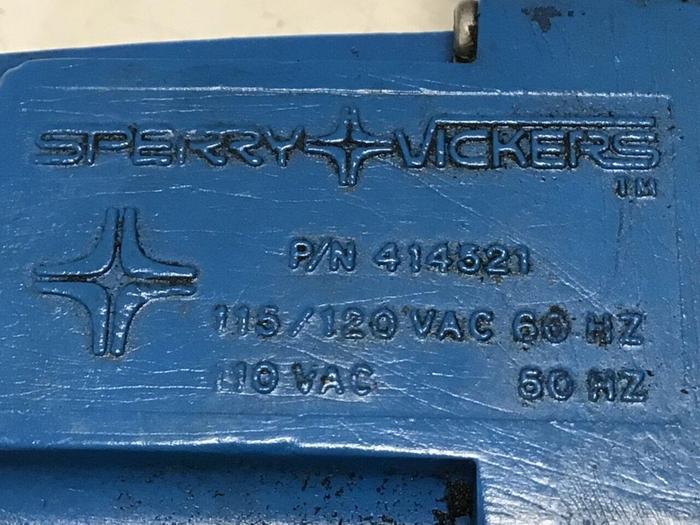 SPERRY VICKERS
TM
P/N 414521
115/120 VAC 60 HZ
110 VAC 50 HZ